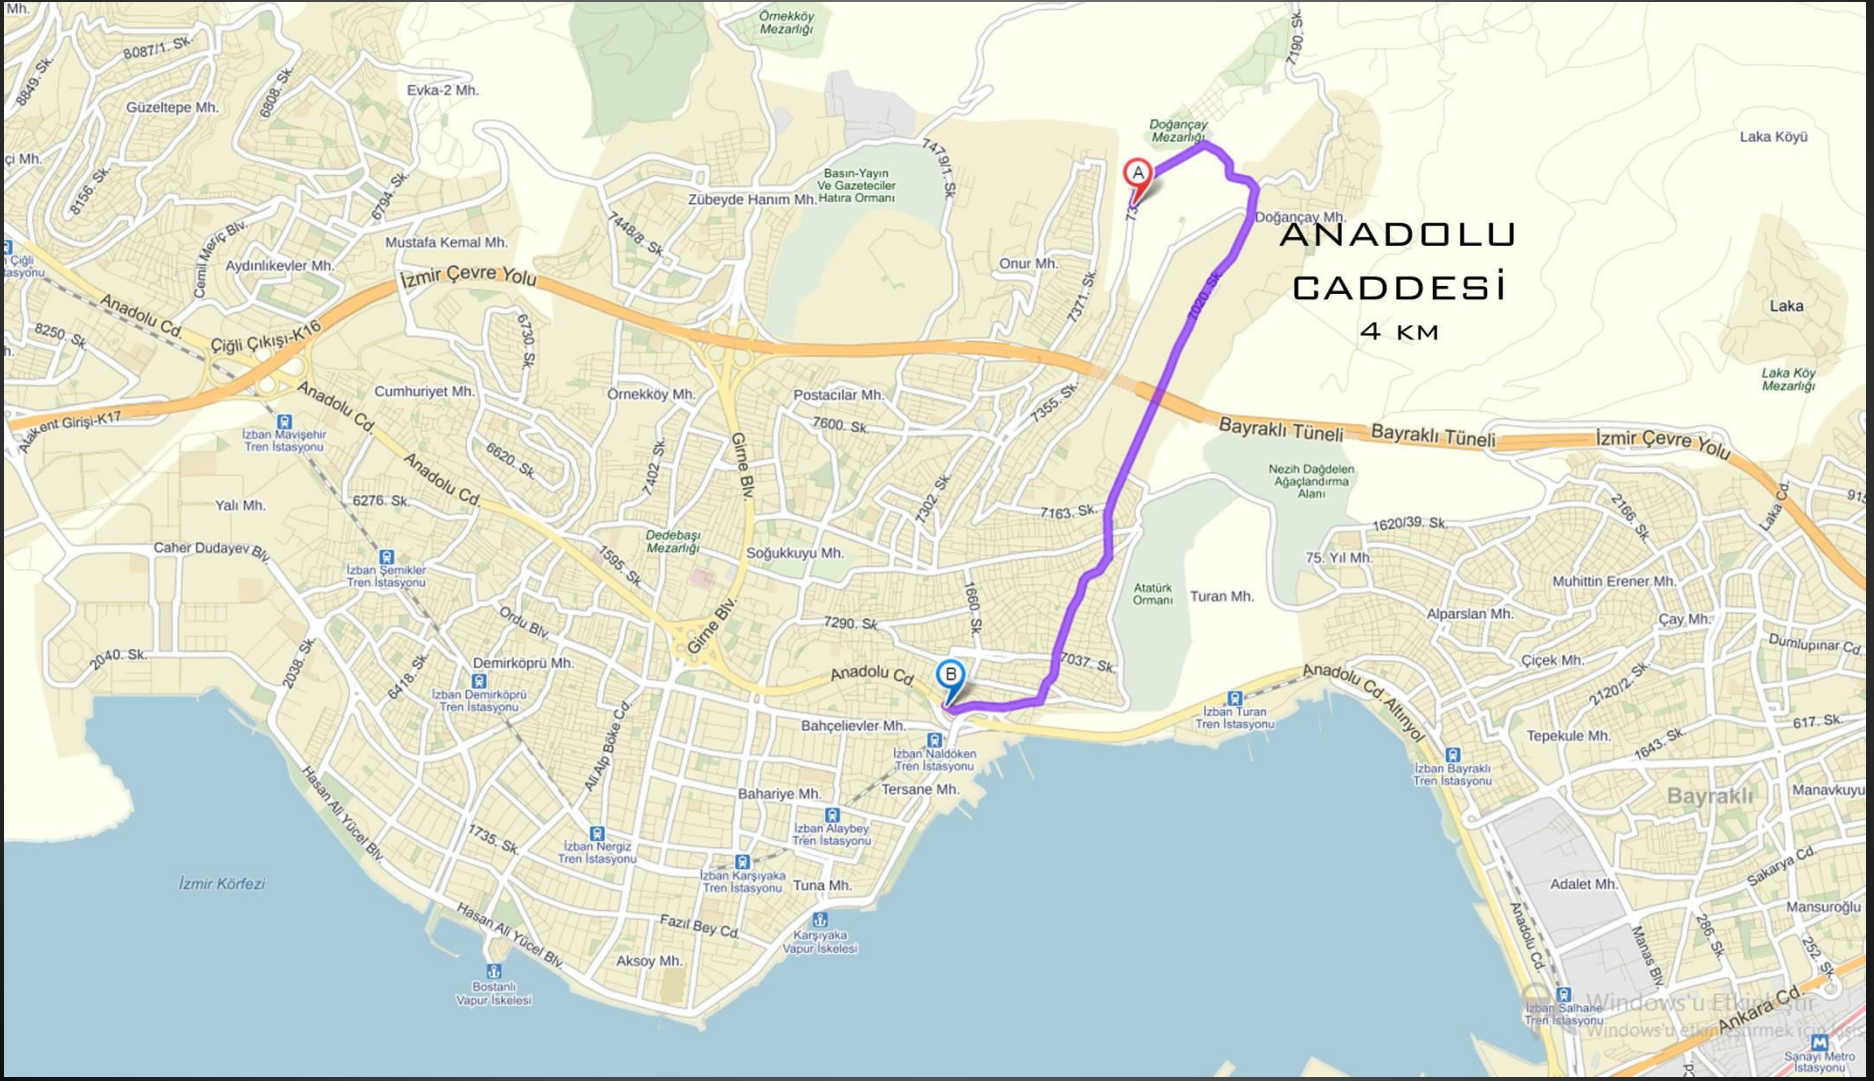 Mh.
8087/1. Sk.
8849. Sk.
Güzeltepe Mh.
6808. Sk.
Evka-2 Mh.
Örnekköy
Mezarlığı
7190. Sk.
Doğançay
Mezarlığı
Laka Köyü
çi Mh.
8156. Sk.
6794. Sk.
7479/1. Sk.
Basın-Yayın
Ve Gazeteciler
Hatıra Ormanı
Zübeyde Hanım Mh.
A
Doğançay Mh.
ANADOLU
CADDESİ
4 KM
7448/8. Sk.
Mustafa Kemal Mh.
Cemil Meriç Blv.
Aydınlıkevler Mh.
İzmir Çevre Yolu
Onur Mh.
7371. Sk.
7020. Sk.
Laka
n Çiğli
tasyonu
Anadolu Cd.
8250. Sk.
h.
Çiğli Çıkışı-K16
6730. Sk.
Laka Köy
Mezarlığı
Cumhuriyet Mh.
Örnekköy Mh.
Postacılar Mh.
7355. Sk.
Anadolu Cd.
Atakent Girişi-K17
İzban Mavişehir
Tren İstasyonu
7600. Sk.
Bayraklı Tüneli
Bayraklı Tüneli
İzmir Çevre Yolu
Girne Blv.
7402. Sk.
6620. Sk.
Anadolu Cd.
Nezih Dağdelen
Ağaçlandırma
Alanı
7302. Sk.
6276. Sk.
Yalı Mh.
7163. Sk.
1620/39. Sk.
2166. Sk.
Laka Cd.
915
Dedebaşı
Mezarlığı
Soğukkuyu Mh.
Caher Dudayev Blv.
İzban Şemikler
Tren İstasyonu
1595. Sk.
75. Yıl Mh.
Muhittin Erener Mh.
Atatürk
Ormanı
Turan Mh.
1660. Sk.
Alparslan Mh.
Çay Mh.
Ordu Blv.
Girne Blv.
7290. Sk.
Dumlupınar Cd.
2040. Sk.
2038. Sk.
6418. Sk.
Demirköprü Mh.
İzban Demirköprü
Tren İstasyonu
Anadolu Cd.
B
7037. Sk.
Çiçek Mh.
2120/2. Sk.
Anadolu Cd.
Altınyol
İzban Turan
Tren İstasyonu
Bahçelievler Mh.
Ali Alp Böke Cd.
İzban Naldöken
Tren İstasyonu
617. Sk.
Tepekule Mh.
1643. Sk.
İzban Bayraklı
Tren İstasyonu
Bahariye Mh.
Tersane Mh.
Bayraklı
Manavkuyu
Hasan Ali Yücel Blv.
1735. Sk.
İzban Nergiz
Tren İstasyonu
İzban Alaybey
Tren İstasyonu
İzban Karşıyaka
Tren İstasyonu
Tuna Mh.
Sakarya Cd.
Adalet Mh.
İzmir Körfezi
Mansuroğlu
Hasan Ali Yücel Blv.
Fazıl Bey Cd.
Karşıyaka
Vapur İskelesi
Anadolu Cd.
Manas Blv.
286. Sk.
252. Sk.
Aksoy Mh.
Bostanlı
Vapur İskelesi
İzban Salhane
Tren İstasyonu
Windows'u Etkinleştir
Windows'u etkinleştirmek için
Ankara Cd.
Sanayi Metro
İstasyonu